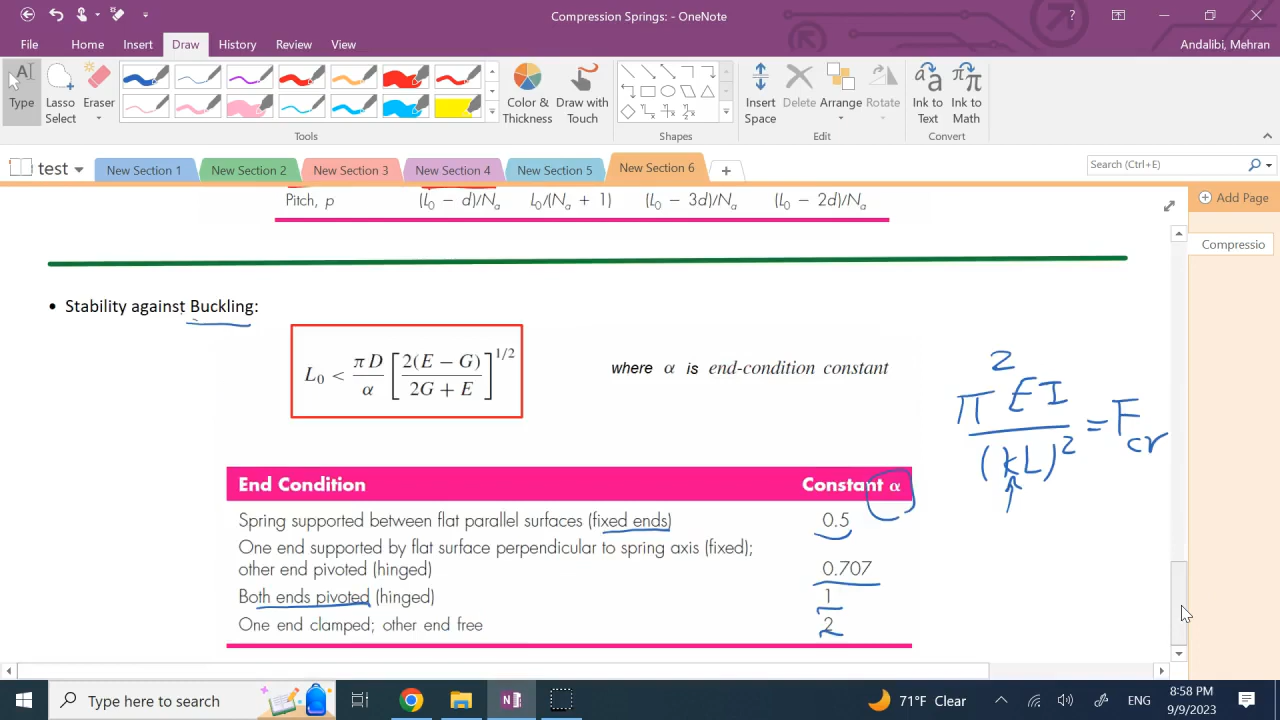 Compression Springs: - OneNote
?
File Home Insert Draw History Review View
Andalibi, Mehran
Type
Lasso Select
Eraser
Color & Thickness
Draw with Touch
Insert Space
Delete
Arrange
Rotate
Ink to Text
Ink to Math
Tools
Shapes
Edit
Convert
test
New Section 1
New Section 2
New Section 3
New Section 4
New Section 5
New Section 6
Search (Ctrl+E)
Add Page
Compressio
Pitch, p (L₀ − d)/Nₐ L₀/(Nₐ + 1) (L₀ − 3d)/Nₐ (L₀ − 2d)/Nₐ
• Stability against Buckling:
L₀ < πD/α [2(E − G)/(2G + E)]^1/2
where α is end-condition constant
π² EI/(kL)² = Fcr
End Condition Constant α
Spring supported between flat parallel surfaces (fixed ends) 0.5
One end supported by flat surface perpendicular to spring axis (fixed);
other end pivoted (hinged) 0.707
Both ends pivoted (hinged) 1
One end clamped; other end free 2
Type here to search
71°F Clear
ENG
8:58 PM
9/9/2023